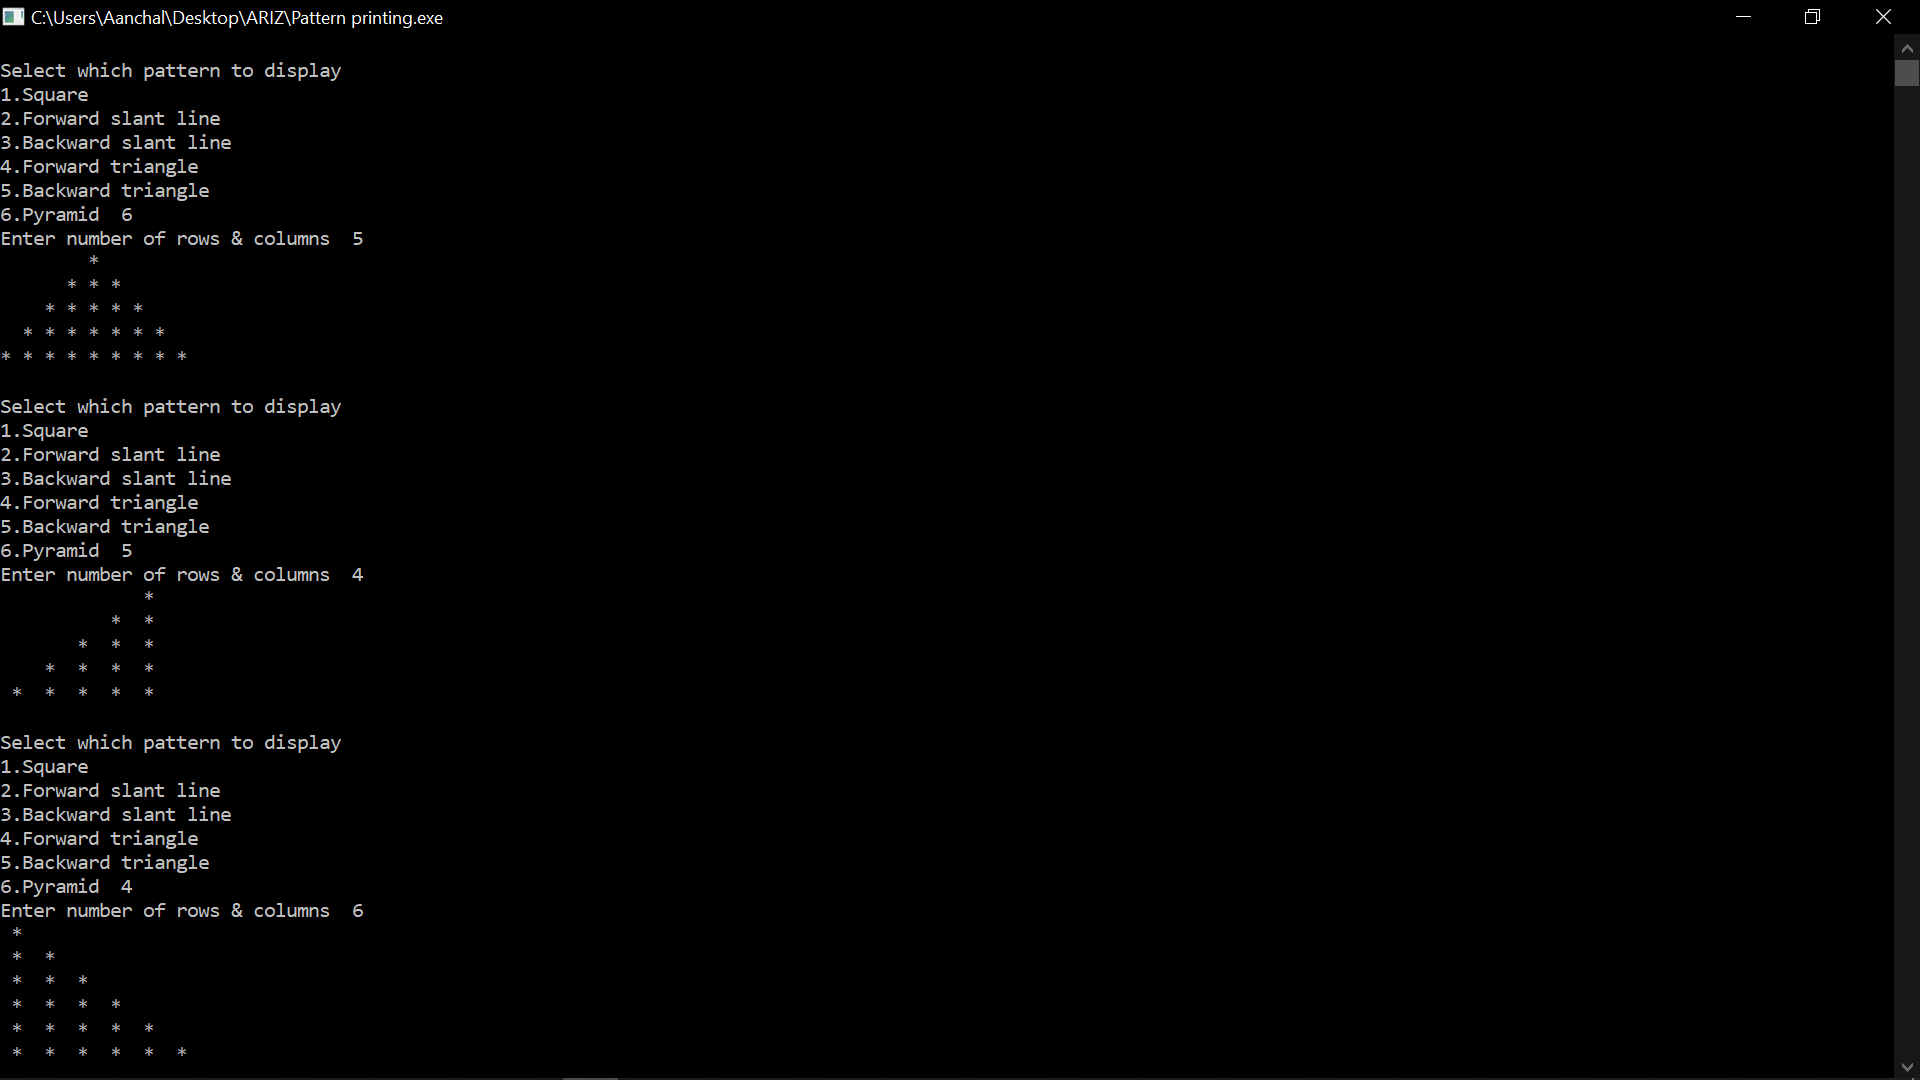 C:\Users\Aanchal\Desktop\ARIZ\Pattern printing.exe
Select which pattern to display
1.Square
2.Forward slant line
3.Backward slant line
4.Forward triangle
5.Backward triangle
6.Pyramid  6
Enter number of rows & columns  5
        *
      * * *
    * * * * *
  * * * * * * *
* * * * * * * * *
Select which pattern to display
1.Square
2.Forward slant line
3.Backward slant line
4.Forward triangle
5.Backward triangle
6.Pyramid  5
Enter number of rows & columns  4
             *
          *  *
       *  *  *
    *  *  *  *
 *  *  *  *  *
Select which pattern to display
1.Square
2.Forward slant line
3.Backward slant line
4.Forward triangle
5.Backward triangle
6.Pyramid  4
Enter number of rows & columns  6
 *
 *  *
 *  *  *
 *  *  *  *
 *  *  *  *  *
 *  *  *  *  *  *